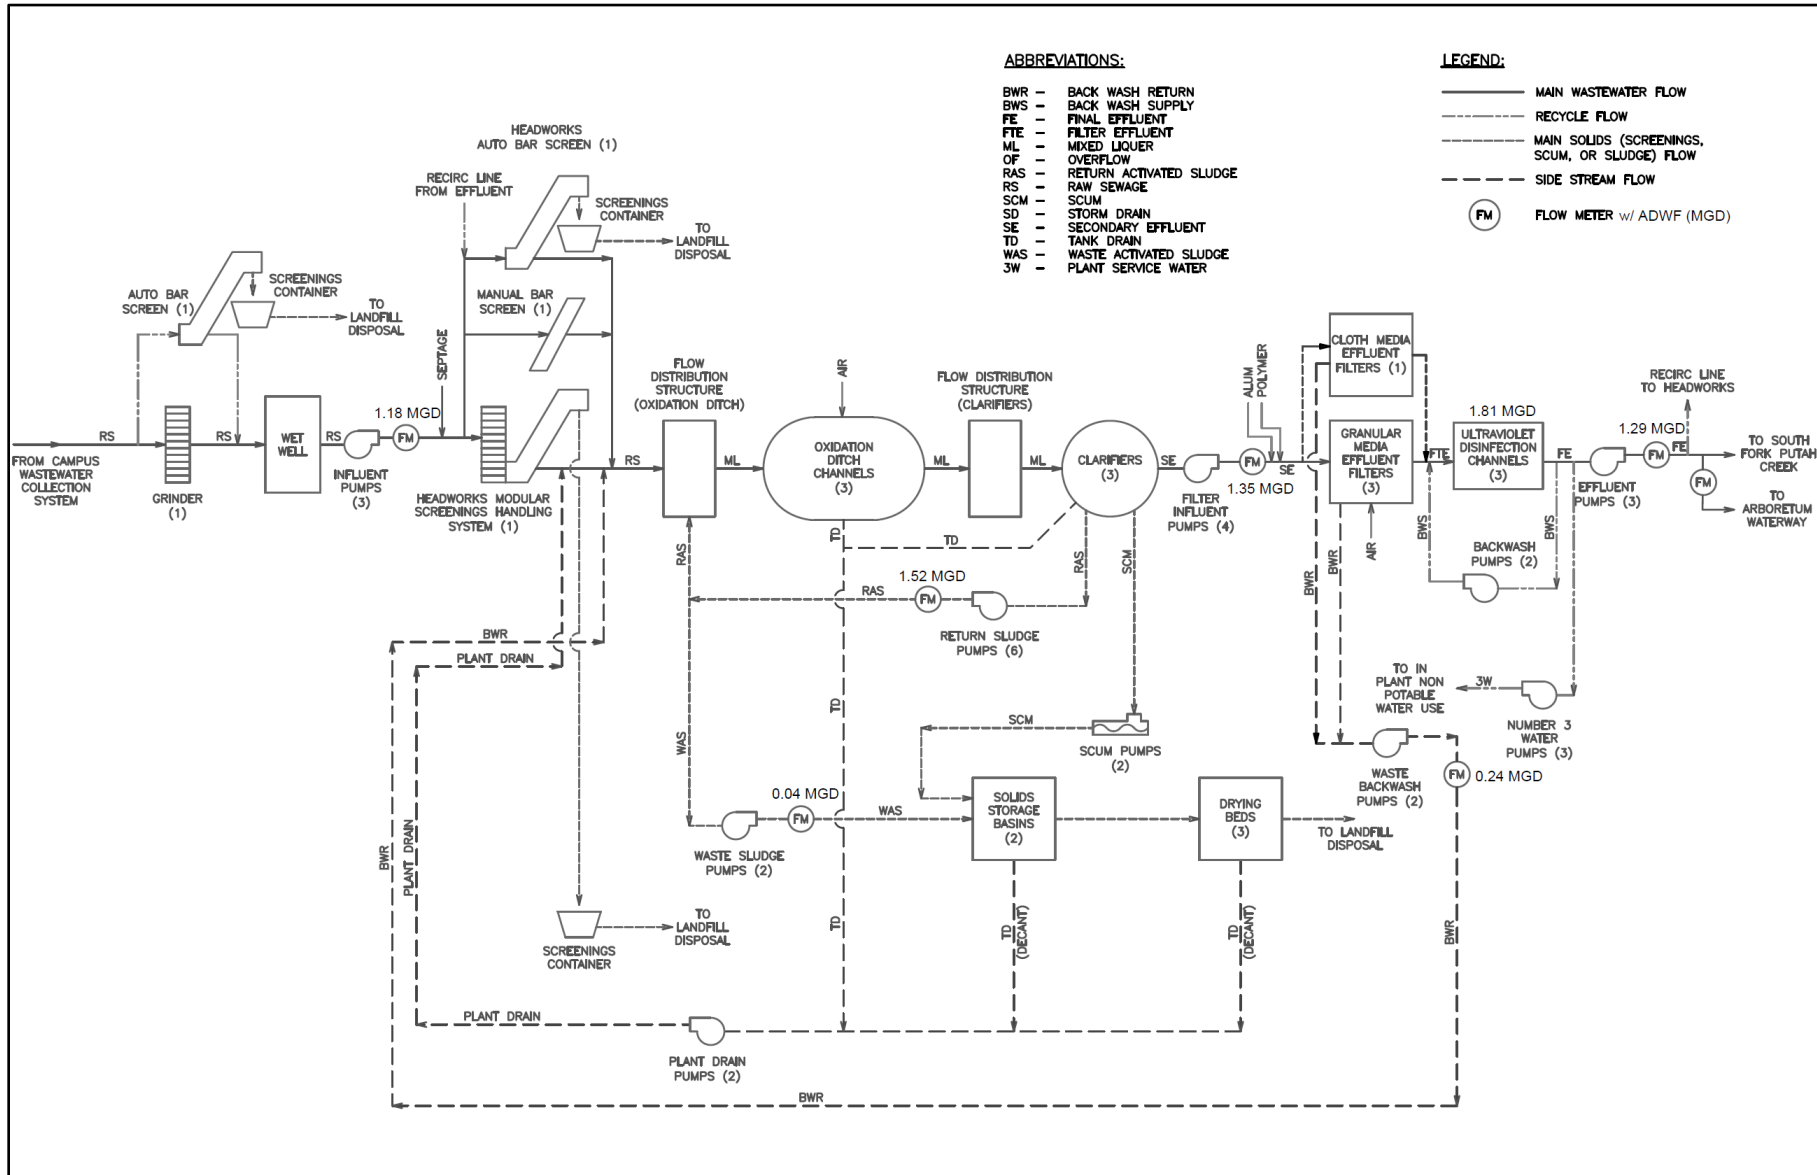 ABBREVIATIONS:
BWR – BACK WASH RETURN
BWS – BACK WASH SUPPLY
FE – FINAL EFFLUENT
FTE – FILTER EFFLUENT
ML – MIXED LIQUER
OF – OVERFLOW
RAS – RETURN ACTIVATED SLUDGE
RS – RAW SEWAGE
SCM – SCUM
SD – STORM DRAIN
SE – SECONDARY EFFLUENT
TD – TANK DRAIN
WAS – WASTE ACTIVATED SLUDGE
3W – PLANT SERVICE WATER
LEGEND:
MAIN WASTEWATER FLOW
RECYCLE FLOW
MAIN SOLIDS (SCREENINGS,
SCUM, OR SLUDGE) FLOW
SIDE STREAM FLOW
FM FLOW METER w/ ADWF (MGD)
HEADWORKS
AUTO BAR SCREEN (1)
RECIRC LINE
FROM EFFLUENT
SCREENINGS
CONTAINER
TO
LANDFILL
DISPOSAL
AUTO BAR
SCREEN (1)
SCREENINGS
CONTAINER
TO
LANDFILL
DISPOSAL
MANUAL BAR
SCREEN (1)
SEPTAGE
RS
FROM CAMPUS
WASTEWATER
COLLECTION
SYSTEM
GRINDER
(1)
RS
WET
WELL
RS
INFLUENT
PUMPS
(3)
1.18 MGD
FM
HEADWORKS MODULAR
SCREENINGS HANDLING
SYSTEM (1)
RS
FLOW
DISTRIBUTION
STRUCTURE
(OXIDATION DITCH)
ML
AIR
OXIDATION
DITCH CHANNELS
(3)
ML
FLOW DISTRIBUTION
STRUCTURE
(CLARIFIERS)
ML
CLARIFIERS
(3)
SE
FILTER
INFLUENT
PUMPS (4)
FM
1.35 MGD
ALUM
POLYMER
SE
CLOTH MEDIA
EFFLUENT
FILTERS (1)
GRANULAR
MEDIA
EFFLUENT
FILTERS
(3)
AIR
FTE
1.81 MGD
ULTRAVIOLET
DISINFECTION
CHANNELS
(3)
FE
EFFLUENT
PUMPS (3)
1.29 MGD
FM
FE
RECIRC LINE
TO HEADWORKS
TO SOUTH
FORK PUTAH
CREEK
FM
TO
ARBORETUM
WATERWAY
BWS
BACKWASH
PUMPS (2)
BWS
BWR
BWR
TO IN
PLANT NON
POTABLE
WATER USE
3W
NUMBER 3
WATER
PUMPS (3)
WASTE
BACKWASH
PUMPS (2)
FM
0.24 MGD
BWR
TD
TD
RAS
SCM
RAS
1.52 MGD
FM
RAS
RETURN SLUDGE
PUMPS (6)
BWR
PLANT DRAIN
TD
WAS
SCM
SCUM PUMPS
(2)
0.04 MGD
FM
WAS
WASTE SLUDGE
PUMPS (2)
SOLIDS
STORAGE
BASINS
(2)
DRYING
BEDS
(3)
TO LANDFILL
DISPOSAL
BWR
PLANT DRAIN
SCREENINGS
CONTAINER
TO
LANDFILL
DISPOSAL
TD
TD
(DECANT)
TD
(DECANT)
PLANT DRAIN
PLANT DRAIN
PUMPS (2)
BWR